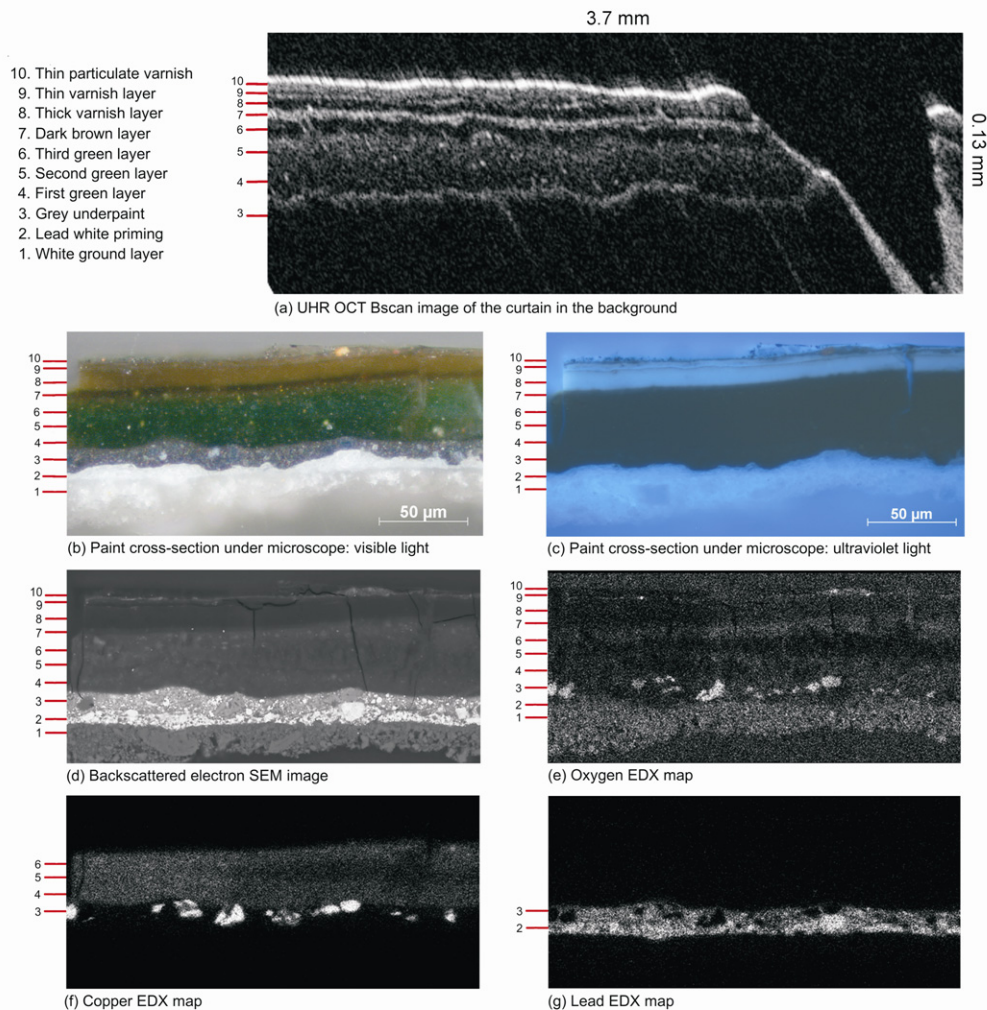 3.7 mm
10. Thin particulate varnish
9. Thin varnish layer
8. Thick varnish layer
7. Dark brown layer
6. Third green layer
5. Second green layer
4. First green layer
3. Grey underpaint
2. Lead white priming
1. White ground layer
10
9
8
7
6
5
4
3
0.13 mm
(a) UHR OCT Bscan image of the curtain in the background
10
9
8
7
6
5
4
3
2
1
50 µm
(b) Paint cross-section under microscope: visible light
10
9
8
7
6
5
4
3
2
1
50 µm
(c) Paint cross-section under microscope: ultraviolet light
10
9
8
7
6
5
4
3
2
1
(d) Backscattered electron SEM image
10
9
8
7
6
5
4
3
2
1
(e) Oxygen EDX map
6
5
4
3
(f) Copper EDX map
3
2
(g) Lead EDX map